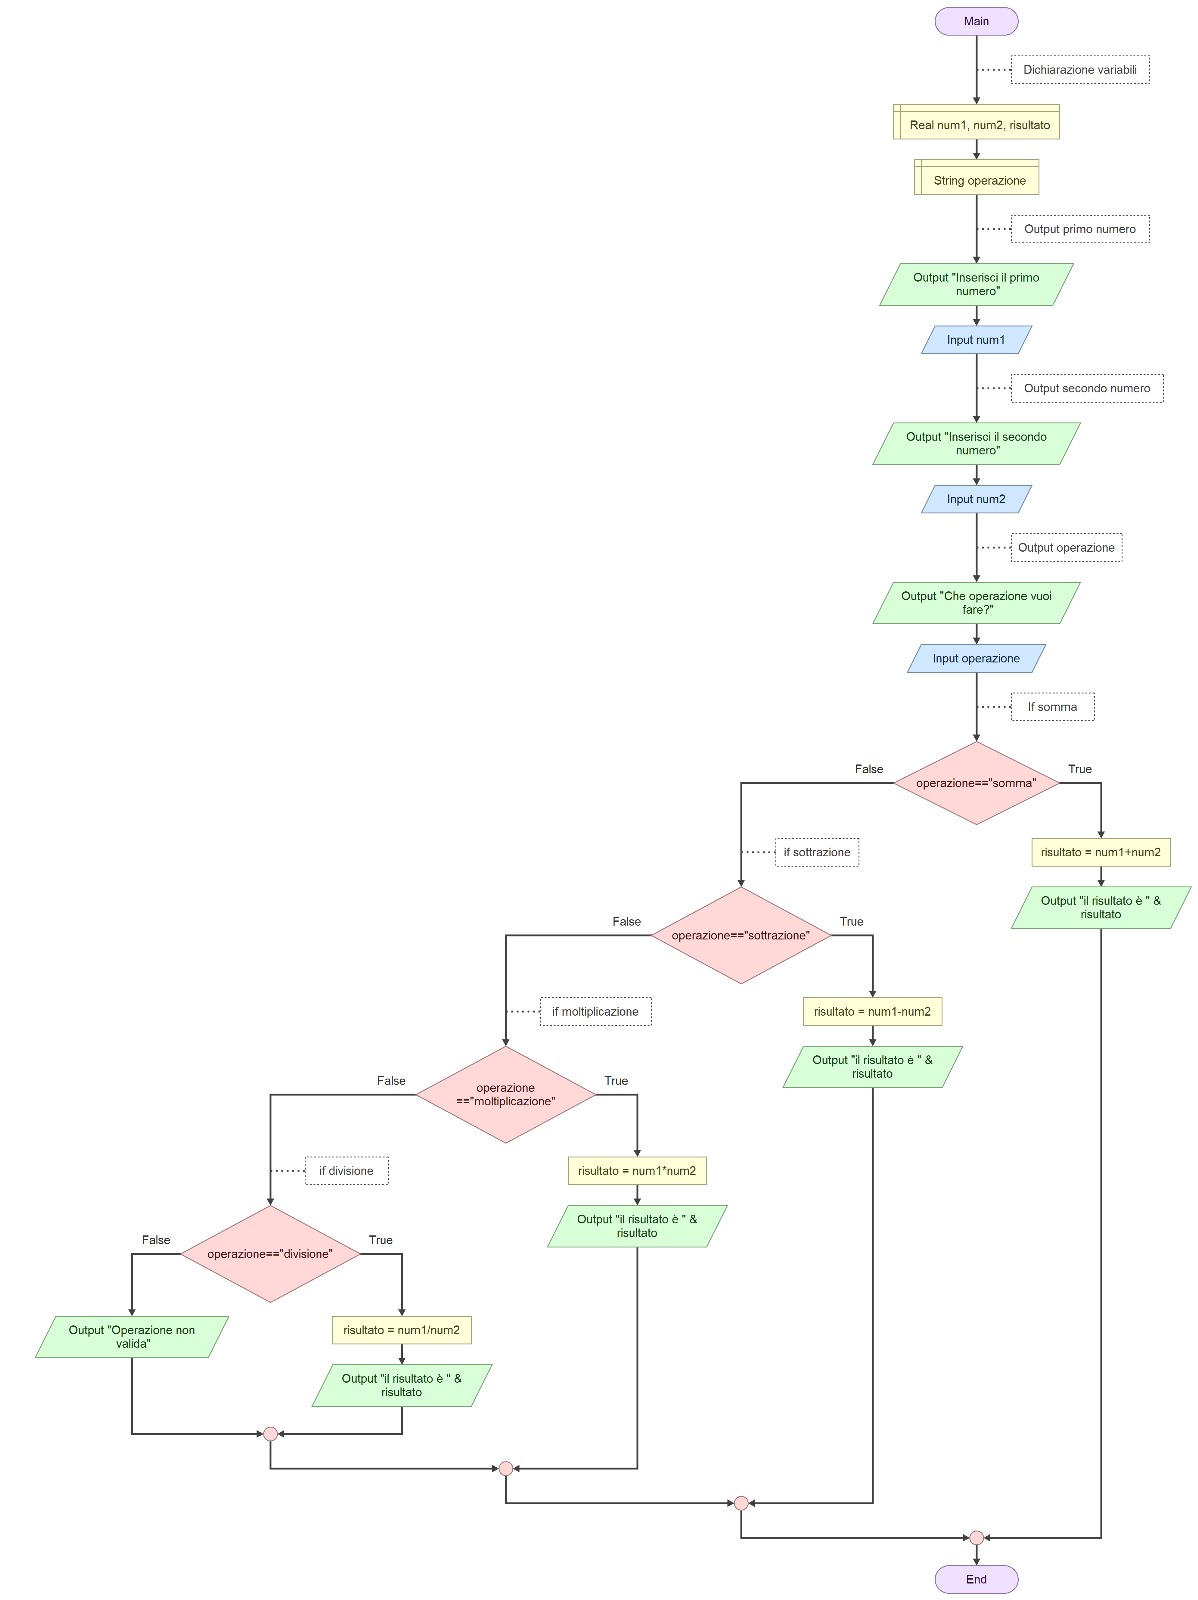 Main
Dichiarazione variabili
Real num1, num2, risultato
String operazione
Output primo numero
Output "Inserisci il primo
numero"
Input num1
Output secondo numero
Output "Inserisci il secondo
numero"
Input num2
Output operazione
Output "Che operazione vuoi
fare?"
Input operazione
If somma
False
operazione=="somma"
True
risultato = num1+num2
Output "il risultato è " &
risultato
if sottrazione
False
operazione=="sottrazione"
True
risultato = num1-num2
Output "il risultato è " &
risultato
if moltiplicazione
False
operazione
=="moltiplicazione"
True
risultato = num1*num2
Output "il risultato è " &
risultato
if divisione
False
operazione=="divisione"
True
Output "Operazione non
valida"
risultato = num1/num2
Output "il risultato è " &
risultato
End